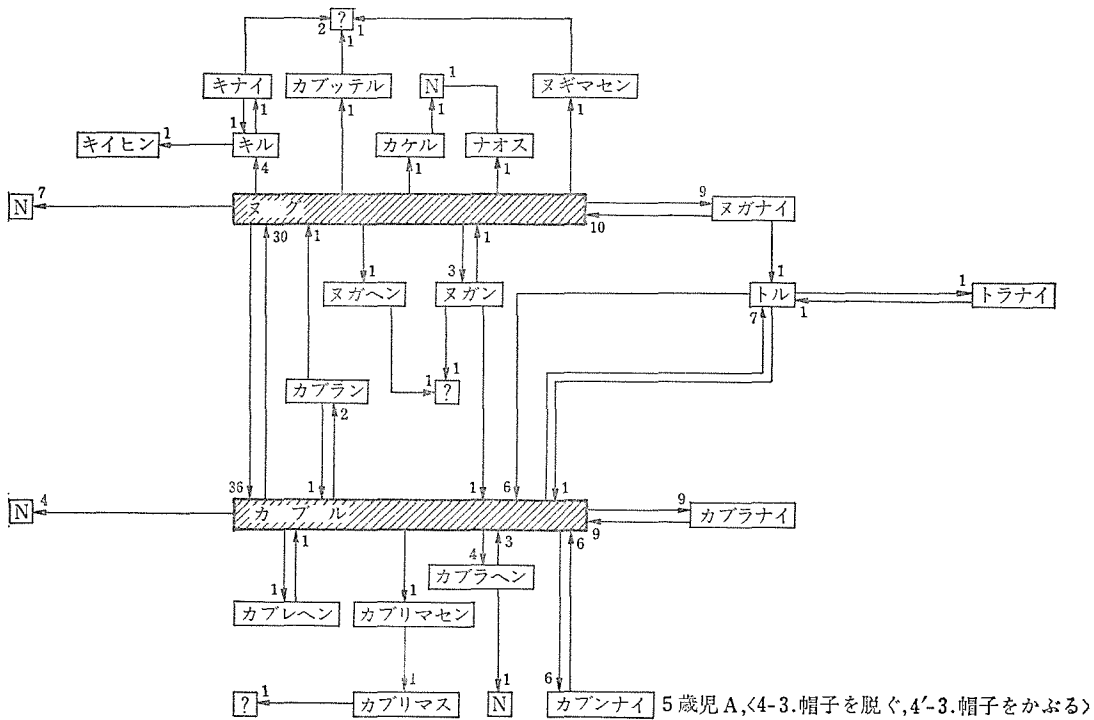 ?
2 1
1
キナイ カブッテル N 1 ヌギマセン
1 1 1 1 1
キイヒン 1 キル カケル ナオス
4 1 1
N 7 ヌグ 9 ヌガナイ
30 1 1 10
1 3 1
ヌガヘン ヌガン トル 1 トラナイ
7 1
カブラン 1 ? 1
2
36 1 1 6 1
N 4 カブル 9 カブラナイ
9
1 4 3 6
1 1 カブラヘン
カブレヘン カブリマセン
1 1 6
? 1 カブリマス N カブンナイ 5歳児A,〈4-3.帽子を脱ぐ,4′-3.帽子をかぶる〉